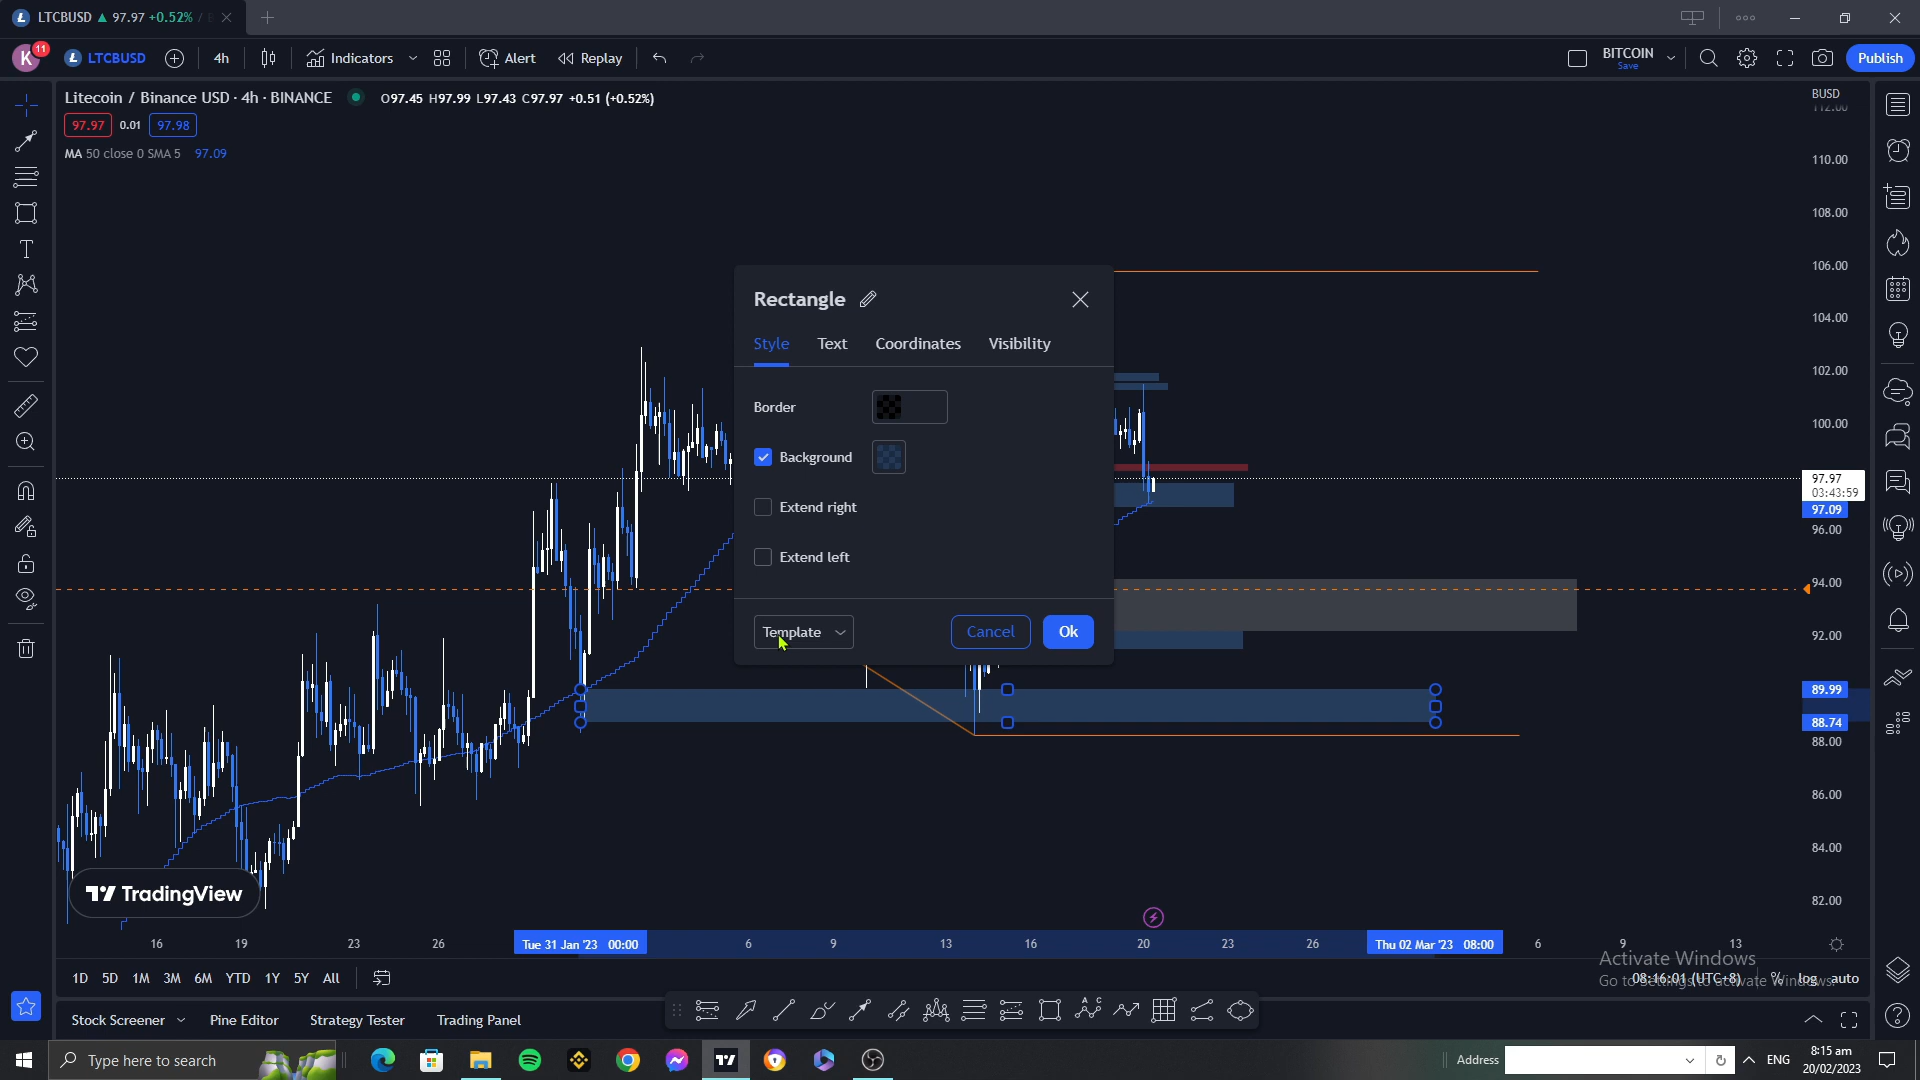 LTCBUSD ▲ 97.97 +0.52% /
K 11 LTCBUSD 4h Indicators Alert Replay BITCOIN Save Publish
Litecoin / Binance USD · 4h · BINANCE O97.45 H97.99 L97.43 C97.97 +0.51 (+0.52%)
97.97 0.01 97.98
MA 50 close 0 SMA 5 97.09
BUSD
112.00
110.00
108.00
106.00
104.00
102.00
100.00
97.97
03:43:59
97.09
96.00
94.00
92.00
89.99
88.74
88.00
86.00
84.00
82.00
Rectangle
Style Text Coordinates Visibility
Border
Background
Extend right
Extend left
Template Cancel Ok
TradingView
16 19 23 26 Tue 31 Jan '23 00:00 6 9 13 16 20 23 26 Thu 02 Mar '23 08:00 6 9 13
Activate Windows
Go to Settings to activate Windows.
1D 5D 1M 3M 6M YTD 1Y 5Y All 08:16:01 (UTC+8) % log auto
Stock Screener Pine Editor Strategy Tester Trading Panel
Type here to search Address ENG 8:15 am
20/02/2023